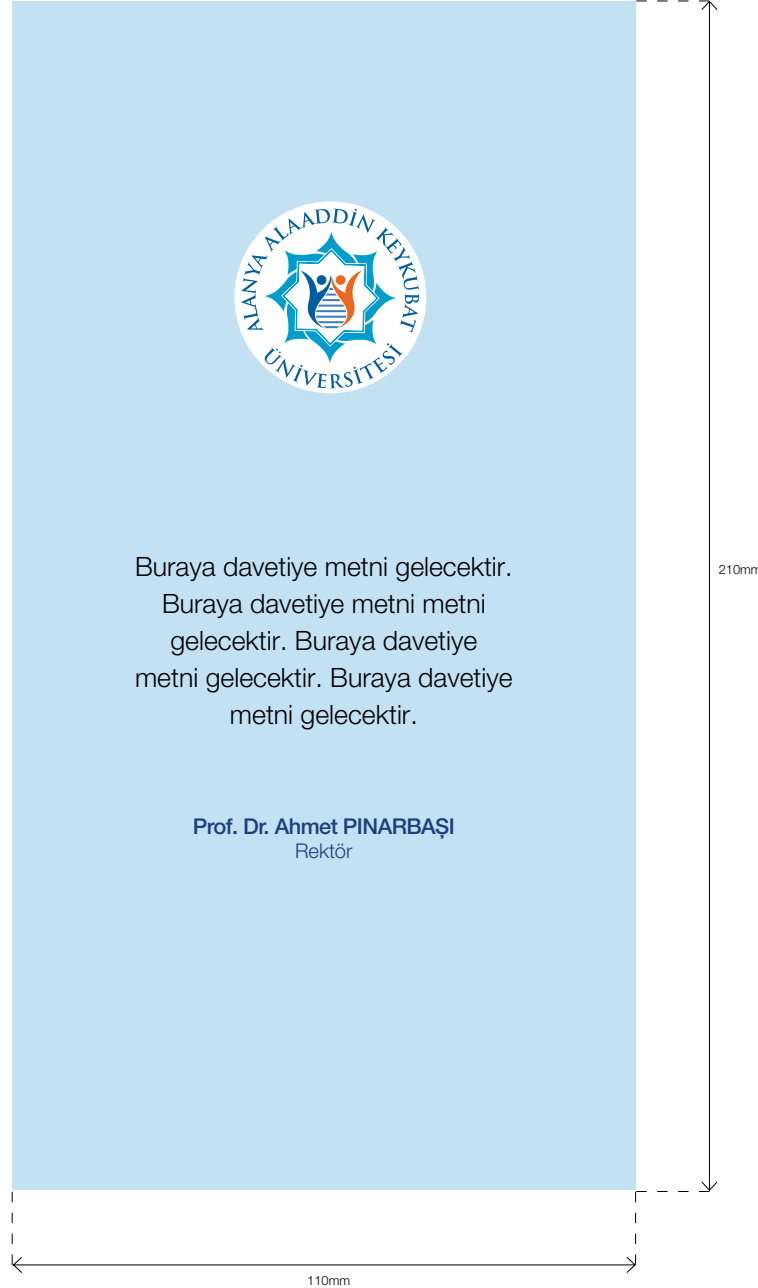 ALANYA ALAADDİN KEYKUBAT
ÜNİVERSİTESİ
Buraya davetiye metni gelecektir.
Buraya davetiye metni metni
gelecektir. Buraya davetiye
metni gelecektir. Buraya davetiye
metni gelecektir.
210mm
Prof. Dr. Ahmet PINARBAŞI
Rektör
110mm